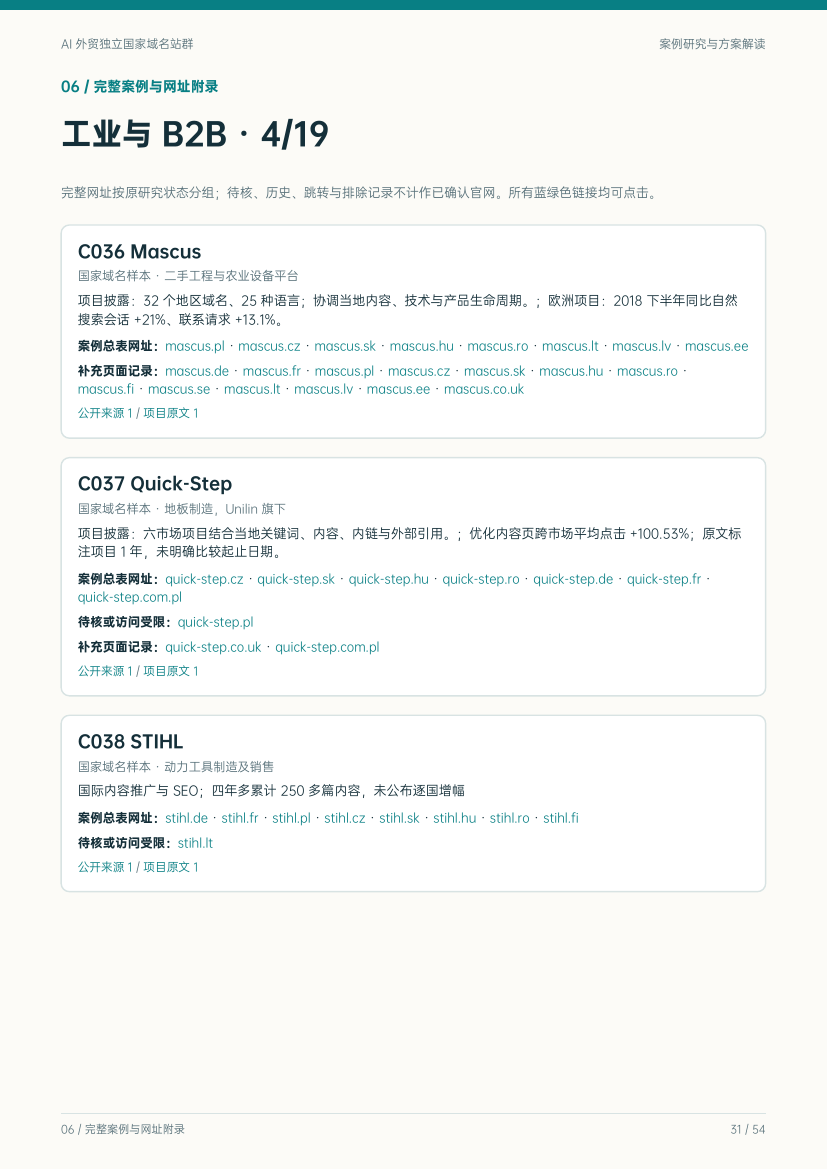 AI 外贸独立国家域名站群
案例研究与方案解读
06 / 完整案例与网址附录
工业与 B2B · 4/19
完整网址按原研究状态分组；待核、历史、跳转与排除记录不计作已确认官网。所有蓝绿色链接均可点击。
C036 Mascus
国家域名样本 · 二手工程与农业设备平台
项目披露：32 个地区域名、25 种语言；协调当地内容、技术与产品生命周期。；欧洲项目：2018 下半年同比自然
搜索会话 +21%、联系请求 +13.1%。
案例总表网址：mascus.pl · mascus.cz · mascus.sk · mascus.hu · mascus.ro · mascus.lt · mascus.lv · mascus.ee
补充页面记录：mascus.de · mascus.fr · mascus.pl · mascus.cz · mascus.sk · mascus.hu · mascus.ro ·
mascus.fi · mascus.se · mascus.lt · mascus.lv · mascus.ee · mascus.co.uk
公开来源 1 / 项目原文 1
C037 Quick-Step
国家域名样本 · 地板制造，Unilin 旗下
项目披露：六市场项目结合当地关键词、内容、内链与外部引用。；优化内容页跨市场平均点击 +100.53%；原文标
注项目 1 年，未明确比较起止日期。
案例总表网址：quick-step.cz · quick-step.sk · quick-step.hu · quick-step.ro · quick-step.de · quick-step.fr ·
quick-step.com.pl
待核或访问受限：quick-step.pl
补充页面记录：quick-step.co.uk · quick-step.com.pl
公开来源 1 / 项目原文 1
C038 STIHL
国家域名样本 · 动力工具制造及销售
国际内容推广与 SEO；四年多累计 250 多篇内容，未公布逐国增幅
案例总表网址：stihl.de · stihl.fr · stihl.pl · stihl.cz · stihl.sk · stihl.hu · stihl.ro · stihl.fi
待核或访问受限：stihl.lt
公开来源 1 / 项目原文 1
06 / 完整案例与网址附录
31 / 54